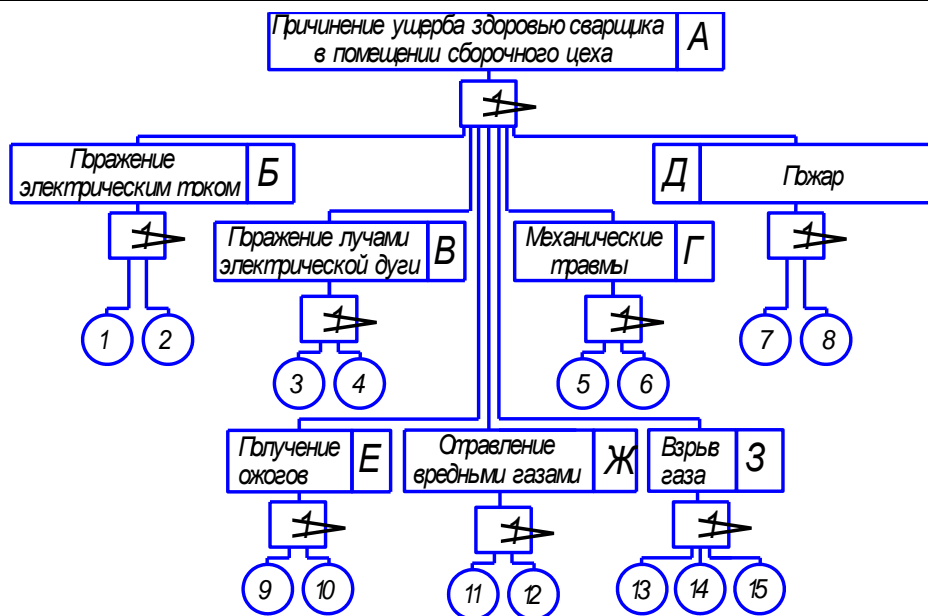 Причинение ущерба здоровью сварщика
в помещении сборочного цеха
А
1
Поражение
электрическим током
Б
Д
Пожар
1
Поражение лучами
электрической дуги
В
Механические
травмы
Г
1
1
2
1
1
7
8
3
4
5
6
Получение
ожогов
Е
Отравление
вредными газами
Ж
Взрыв
газа
З
1
1
1
9
10
11
12
13
14
15